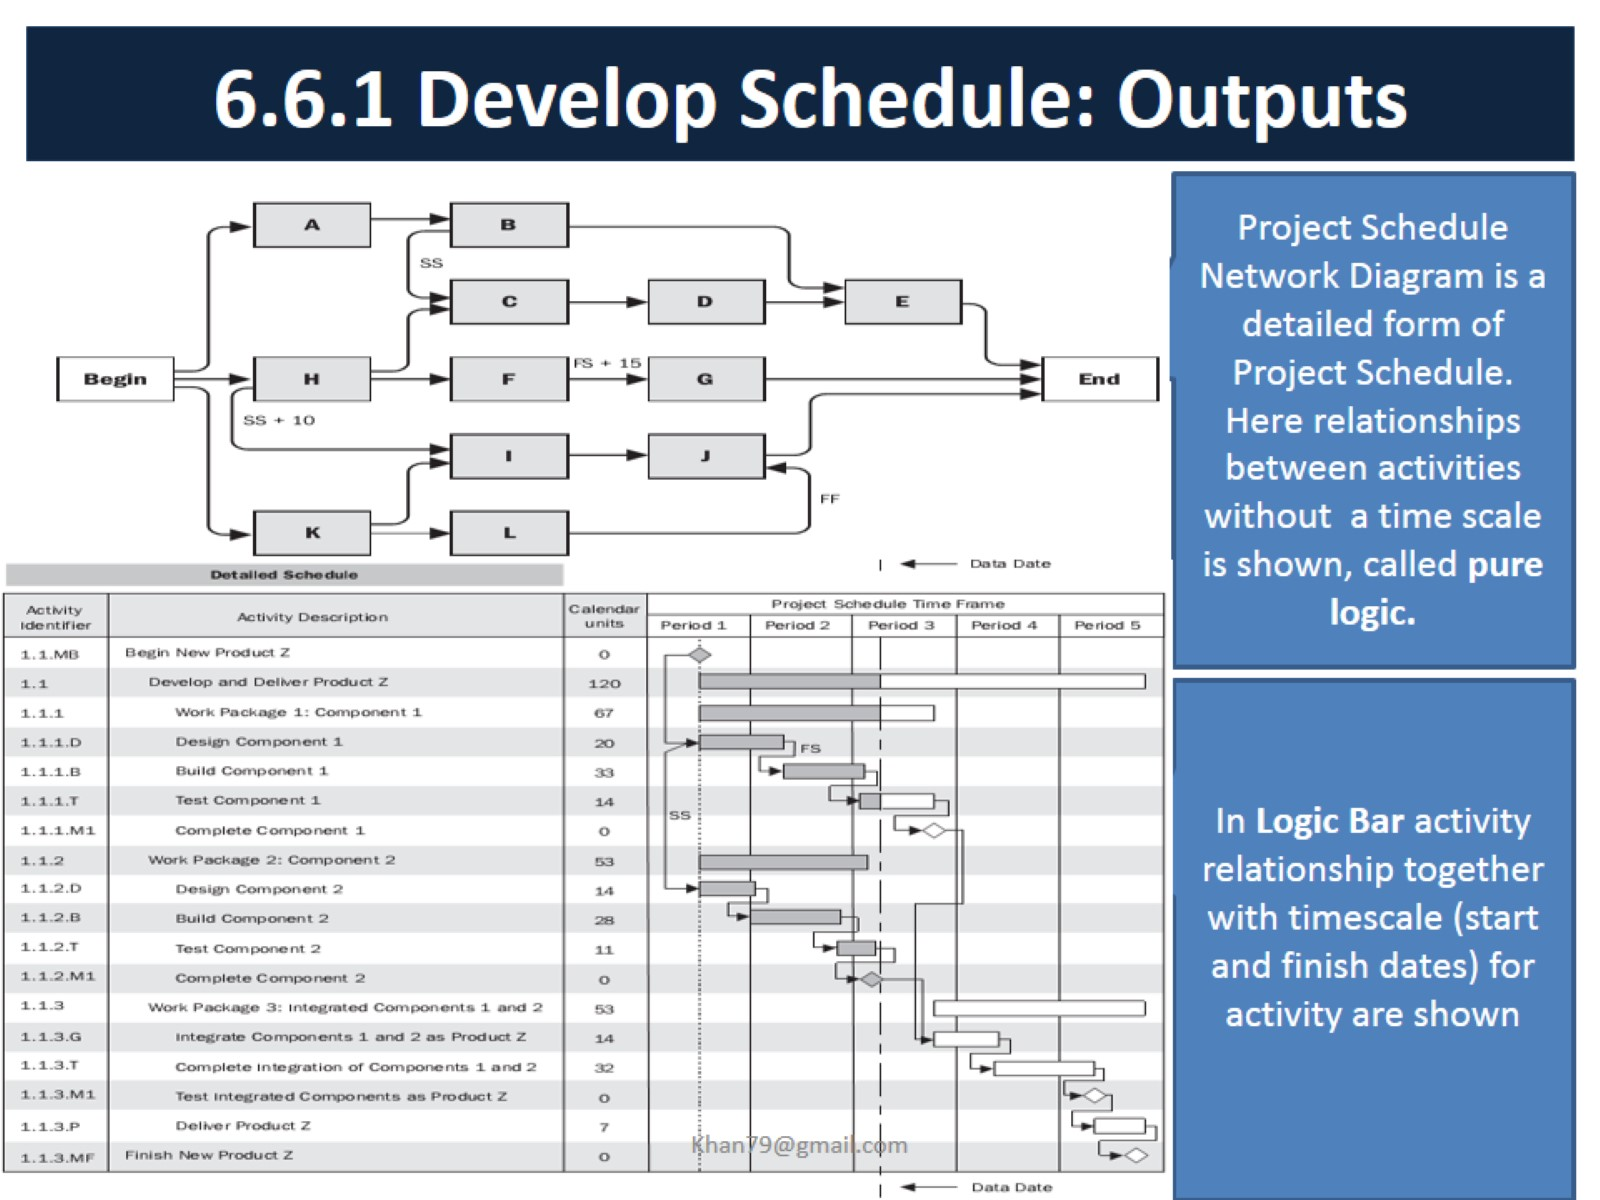 6.6.1 Develop Schedule: Outputs
A
B
SS
C
D
E
Begin
H
F
FS + 15
G
End
SS + 10
I
J
FF
K
L
Project Schedule
Network Diagram is a
detailed form of
Project Schedule.
Here relationships
between activities
without a time scale
is shown, called pure
logic.
In Logic Bar activity
relationship together
with timescale (start
and finish dates) for
activity are shown
Data Date
Detailed Schedule
Activity Identifier Activity Description Calendar units Project Schedule Time Frame
Period 1 Period 2 Period 3 Period 4 Period 5
1.1.MB Begin New Product Z 0
1.1 Develop and Deliver Product Z 120
1.1.1 Work Package 1: Component 1 67
1.1.1.D Design Component 1 20 FS
1.1.1.B Build Component 1 33
1.1.1.T Test Component 1 14
SS
1.1.1.M1 Complete Component 1 0
1.1.2 Work Package 2: Component 2 53
1.1.2.D Design Component 2 14
1.1.2.B Build Component 2 28
1.1.2.T Test Component 2 11
1.1.2.M1 Complete Component 2 0
1.1.3 Work Package 3: Integrated Components 1 and 2 53
1.1.3.G Integrate Components 1 and 2 as Product Z 14
1.1.3.T Complete Integration of Components 1 and 2 32
1.1.3.M1 Test Integrated Components as Product Z 0
1.1.3.P Deliver Product Z 7
1.1.3.MF Finish New Product Z 0
Khan79@gmail.com
Data Date